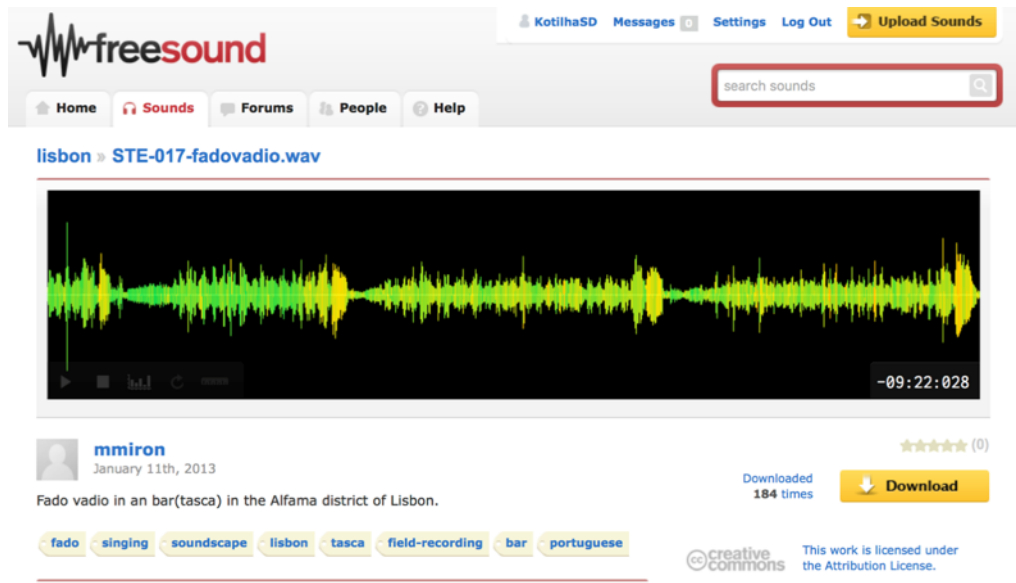 KotilhaSD Messages 0 Settings Log Out Upload Sounds
freesound
search sounds
Home Sounds Forums People Help
lisbon » STE-017-fadovadio.wav
-09:22:028
mmiron
January 11th, 2013
(0)
Downloaded
184 times
Download
Fado vadio in an bar(tasca) in the Alfama district of Lisbon.
fado singing soundscape lisbon tasca field-recording bar portuguese
cc creative commons
This work is licensed under
the Attribution License.